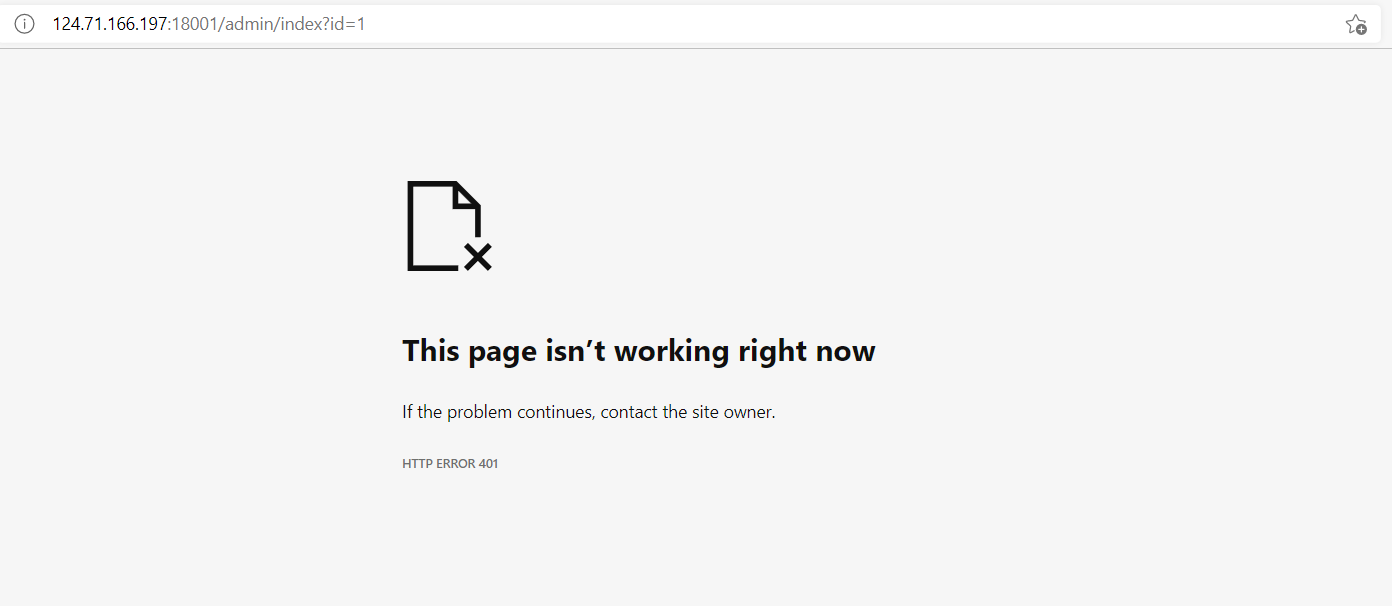 124.71.166.197:18001/admin/index?id=1
This page isn’t working right now
If the problem continues, contact the site owner.
HTTP ERROR 401